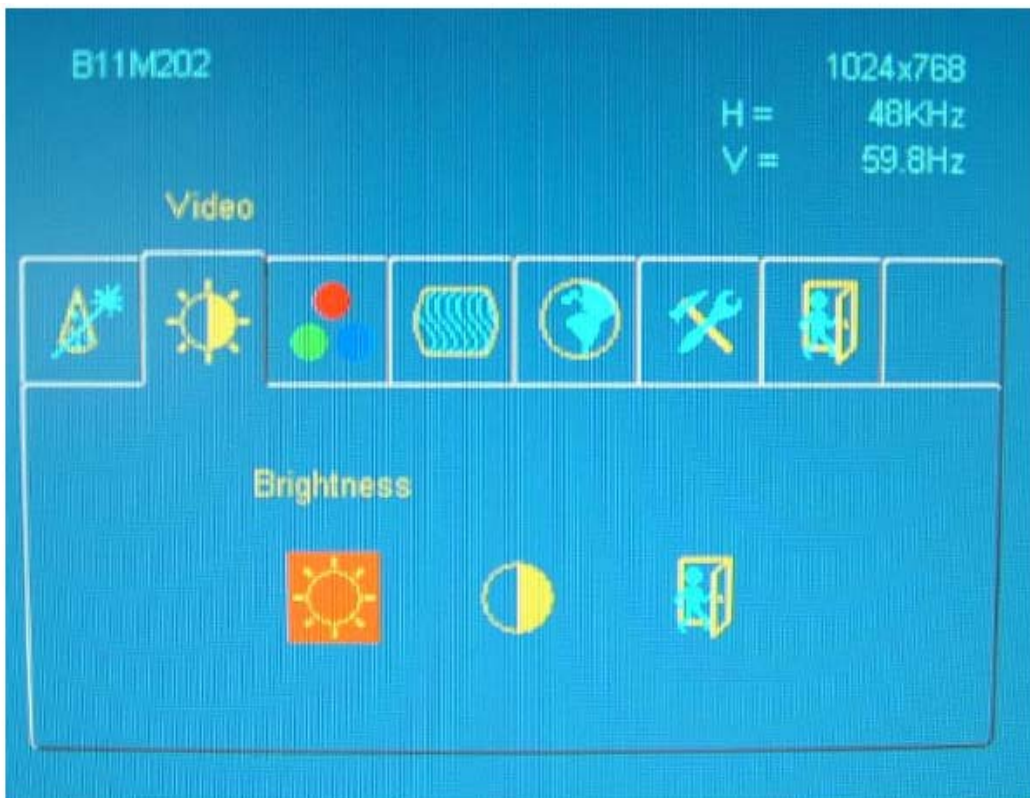 B11M202
1024x768
H = 48KHz
V = 59.8Hz
Video
Brightness